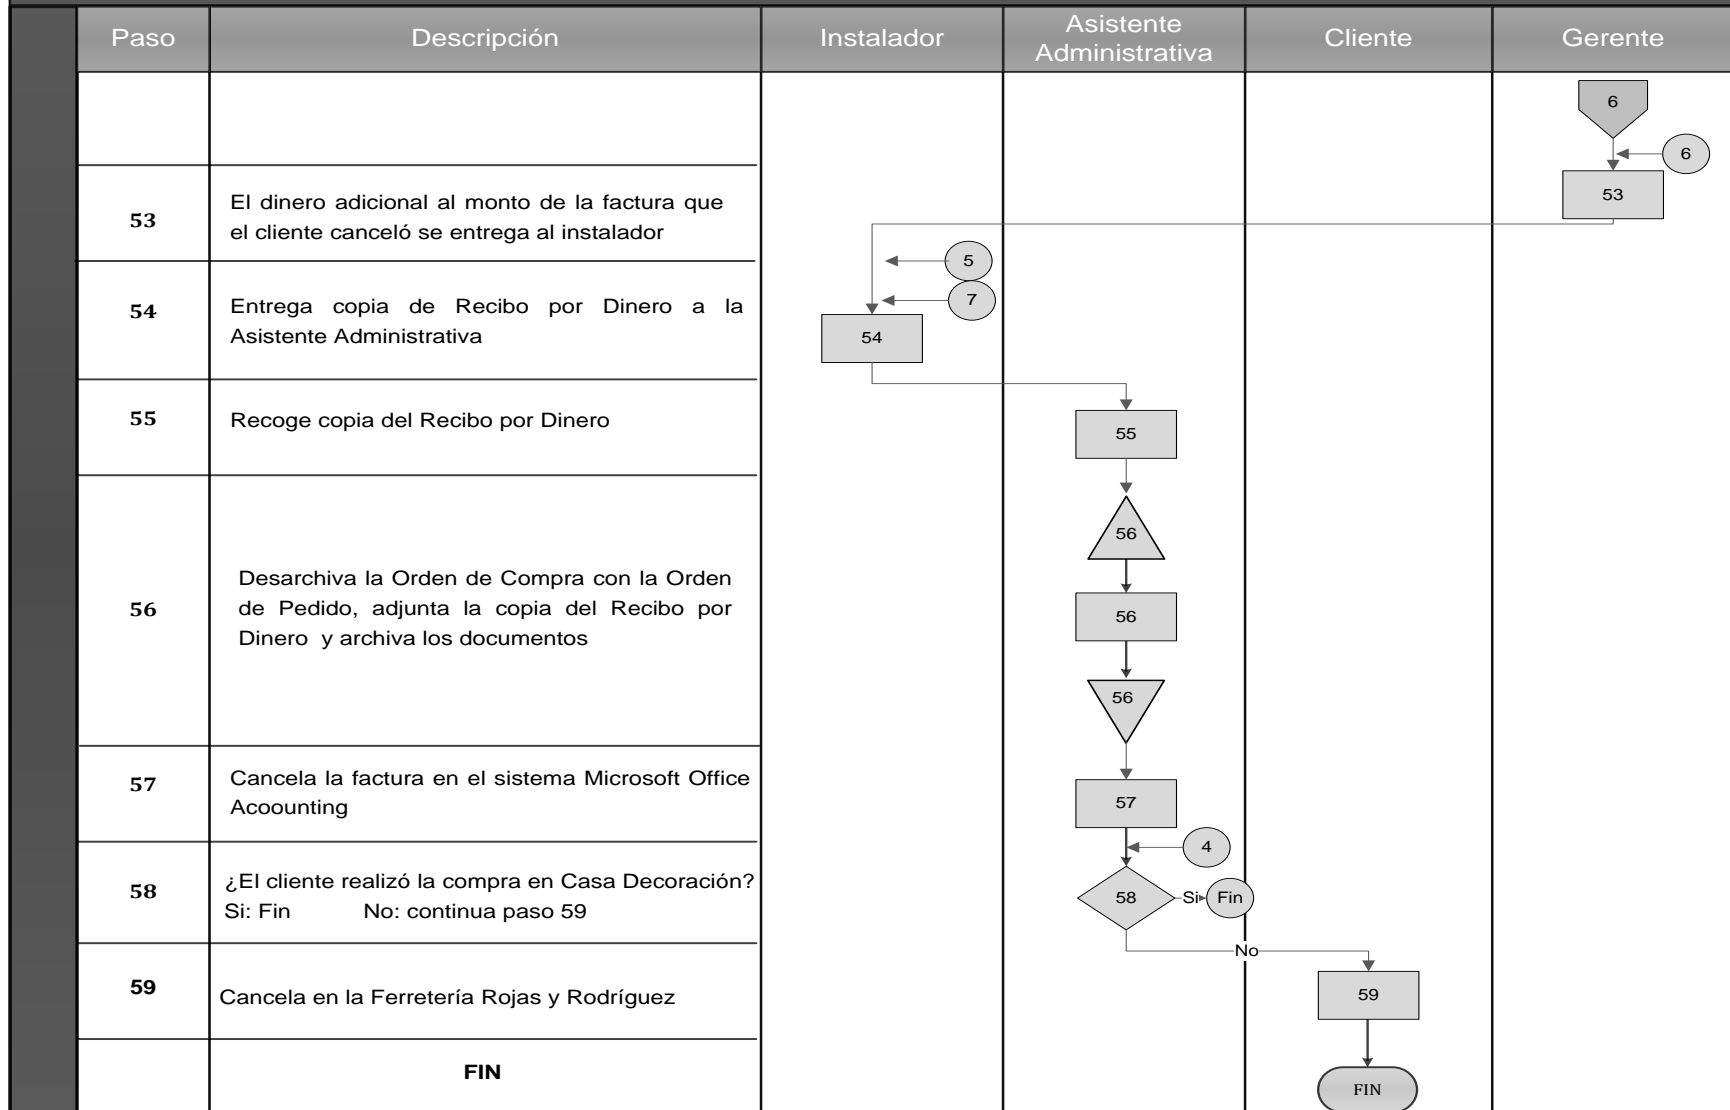 Paso Descripción Instalador Asistente Administrativa Cliente Gerente
6
6
53 El dinero adicional al monto de la factura que
el cliente canceló se entrega al instalador
53
5
7
54 Entrega copia de Recibo por Dinero a la
Asistente Administrativa
54
55 Recoge copia del Recibo por Dinero
55
56
56 Desarchiva la Orden de Compra con la Orden
de Pedido, adjunta la copia del Recibo por
Dinero y archiva los documentos
56
56
57 Cancela la factura en el sistema Microsoft Office
Acoounting
57
4
58 ¿El cliente realizó la compra en Casa Decoración?
Si: Fin No: continua paso 59
58 Si Fin
No
59 Cancela en la Ferretería Rojas y Rodríguez
59
FIN
FIN